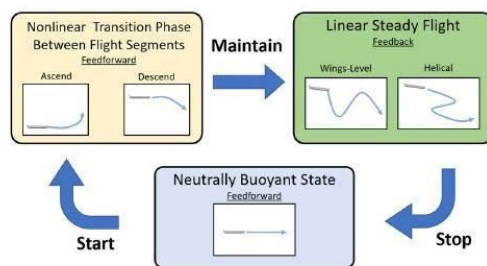 Nonlinear Transition Phase
Between Flight Segments
Feedforward
Ascend
Descend
Maintain
Linear Steady Flight
Feedback
Wings-Level
Helical
Neutrally Buoyant State
Feedforward
Start
Stop